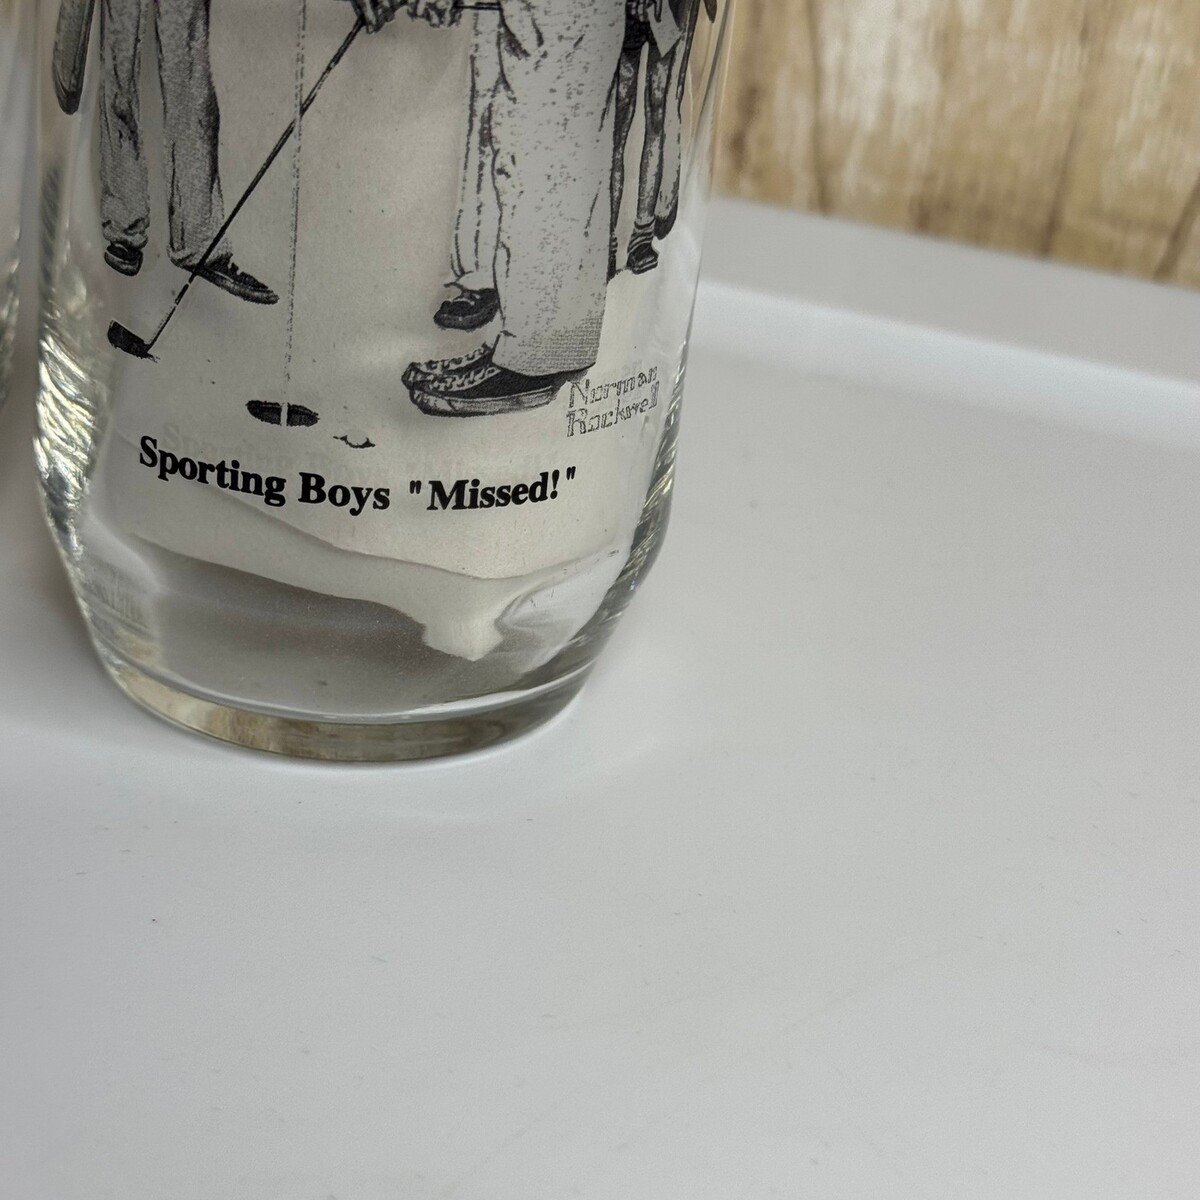 Norman
Rockwell
Sporting Boys "Missed!"